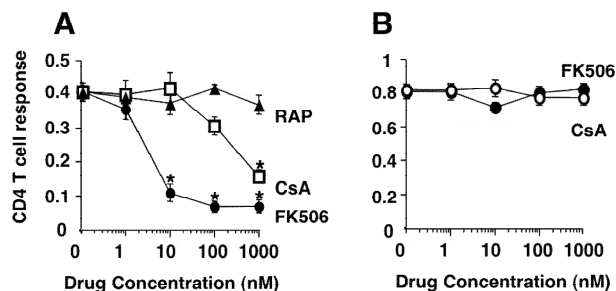 A
CD4 T cell response
0.5
0.4
0.3
0.2
0.1
0
RAP
*
*
*
*
CsA
FK506
0 1 10 100 1000
Drug Concentration (nM)
B
1
0.8
0.6
0.4
0.2
0
FK506
CsA
0 1 10 100 1000
Drug Concentration (nM)